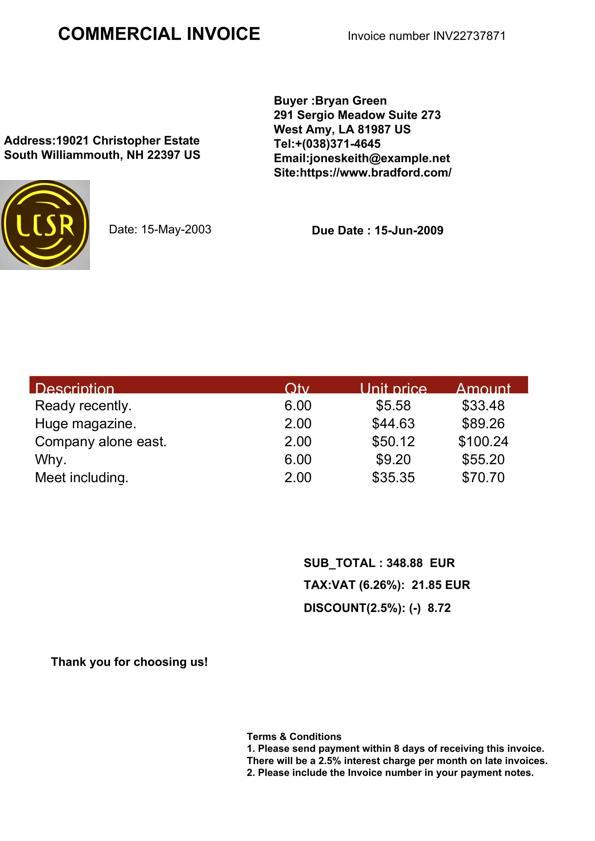 COMMERCIAL INVOICE
Invoice number INV22737871
Buyer :Bryan Green
291 Sergio Meadow Suite 273
West Amy, LA 81987 US
Tel:+(038)371-4645
Email:joneskeith@example.net
Site:https://www.bradford.com/
Address:19021 Christopher Estate
South Williammouth, NH 22397 US
LCSR
Date: 15-May-2003
Due Date : 15-Jun-2009
Description Qty Unit price Amount
Ready recently. 6.00 $5.58 $33.48
Huge magazine. 2.00 $44.63 $89.26
Company alone east. 2.00 $50.12 $100.24
Why. 6.00 $9.20 $55.20
Meet including. 2.00 $35.35 $70.70
SUB_TOTAL : 348.88 EUR
TAX:VAT (6.26%): 21.85 EUR
DISCOUNT(2.5%): (-) 8.72
Thank you for choosing us!
Terms & Conditions
1. Please send payment within 8 days of receiving this invoice.
There will be a 2.5% interest charge per month on late invoices.
2. Please include the Invoice number in your payment notes.